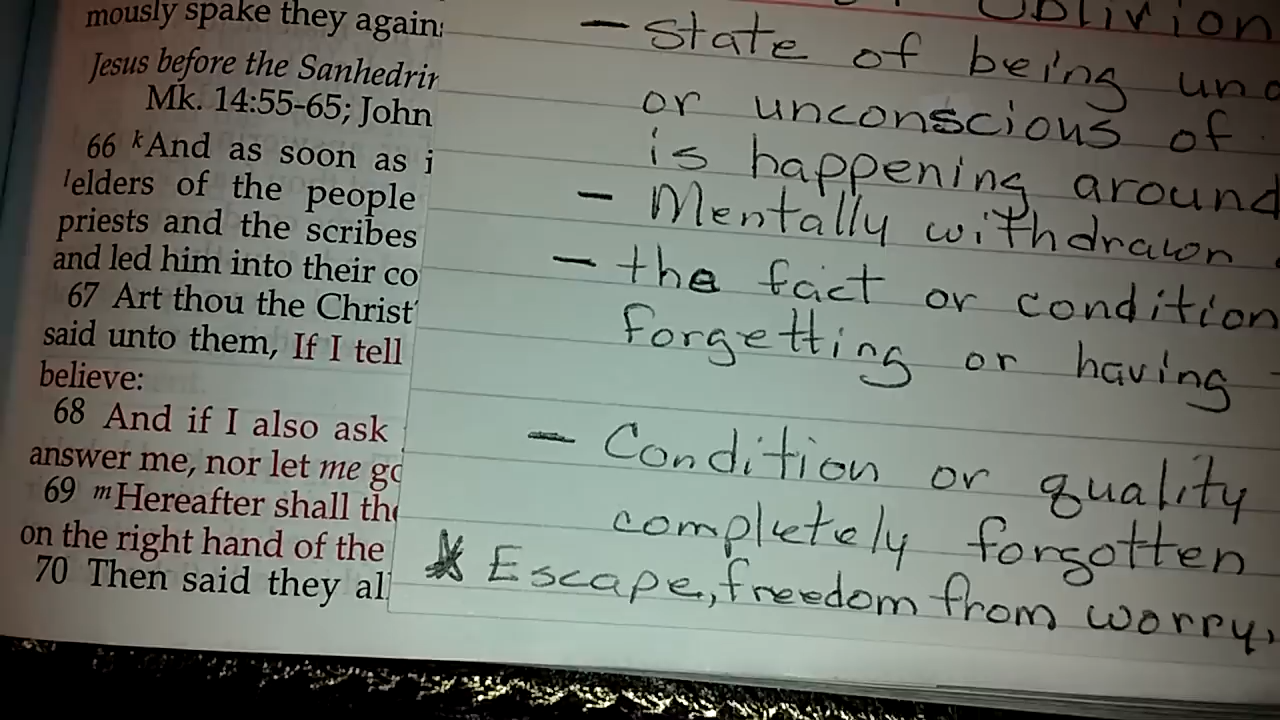 mously spake they again
Jesus before the Sanhedrin
Mk. 14:55-65; John
66 k And as soon as i
l elders of the people
priests and the scribes
and led him into their co
67 Art thou the Christ
said unto them, If I tell
believe:
68 And if I also ask
answer me, nor let me go
69 m Hereafter shall the
on the right hand of the
70 Then said they al
Oblivion
- State of being un
or unconscious of
is happening around
- Mentally withdrawn
- the fact or condition
forgetting or having
- Condition or quality
completely forgotten
* Escape, freedom from worry,